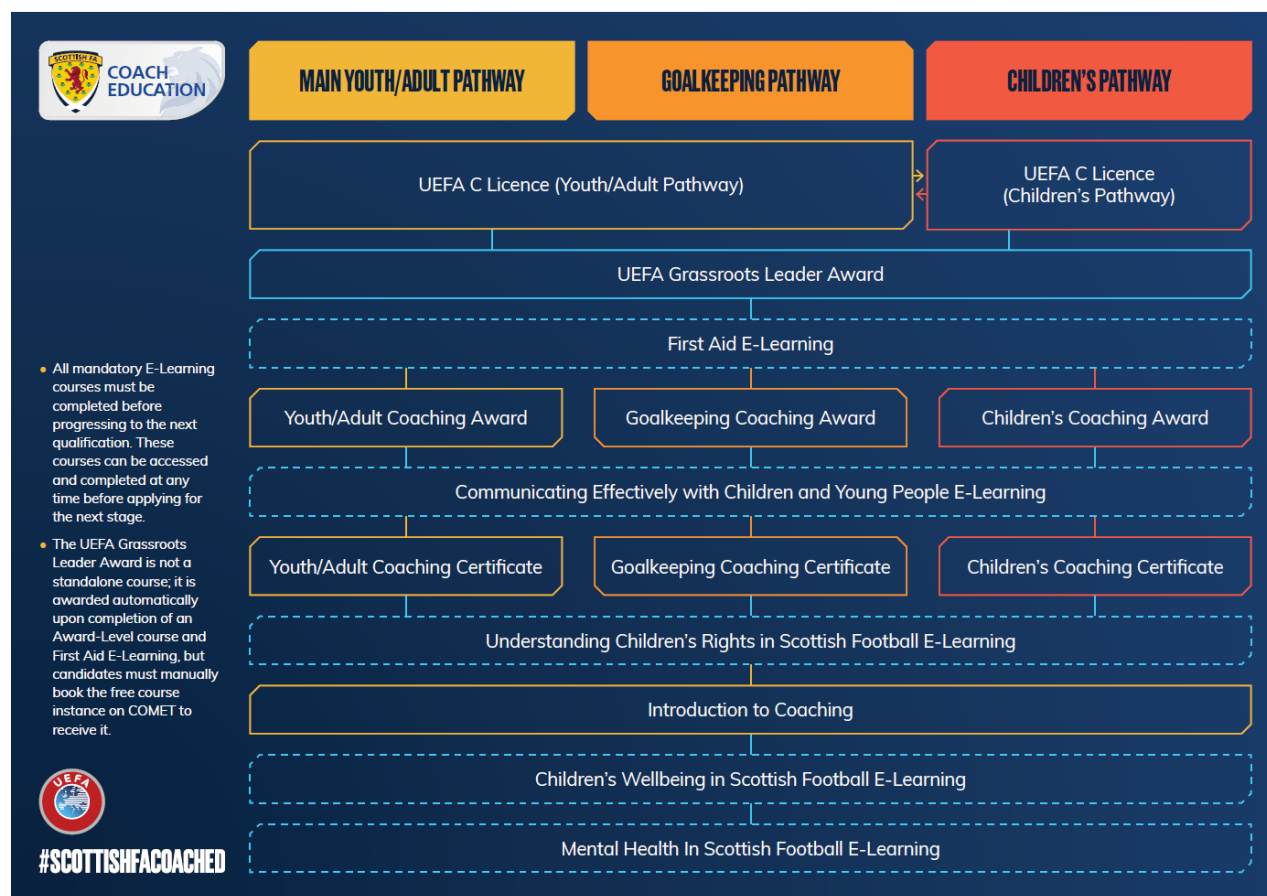 SCOTTISH FA
COACH
EDUCATION
MAIN YOUTH/ADULT PATHWAY
GOALKEEPING PATHWAY
CHILDREN'S PATHWAY
UEFA C Licence (Youth/Adult Pathway)
UEFA C Licence
(Children's Pathway)
UEFA Grassroots Leader Award
First Aid E-Learning
Youth/Adult Coaching Award
Goalkeeping Coaching Award
Children's Coaching Award
Communicating Effectively with Children and Young People E-Learning
Youth/Adult Coaching Certificate
Goalkeeping Coaching Certificate
Children's Coaching Certificate
Understanding Children's Rights in Scottish Football E-Learning
Introduction to Coaching
Children's Wellbeing in Scottish Football E-Learning
Mental Health In Scottish Football E-Learning
• All mandatory E-Learning
courses must be
completed before
progressing to the next
qualification. These
courses can be accessed
and completed at any
time before applying for
the next stage.
• The UEFA Grassroots
Leader Award is not a
standalone course; it is
awarded automatically
upon completion of an
Award-Level course and
First Aid E-Learning, but
candidates must manually
book the free course
instance on COMET to
receive it.
UEFA
#SCOTTISHFACOACHED